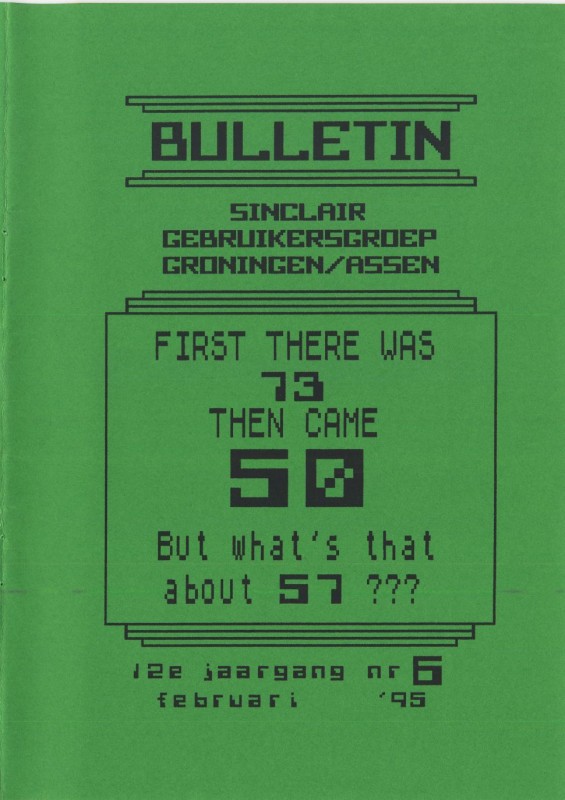 BULLETIN
SINCLAIR
GEBRUIKERSGROEP
GRONINGEN/ASSEN
FIRST THERE WAS
73
THEN CAME
50
But what's that
about 57 ???
12e jaargang nr 6
februari '95